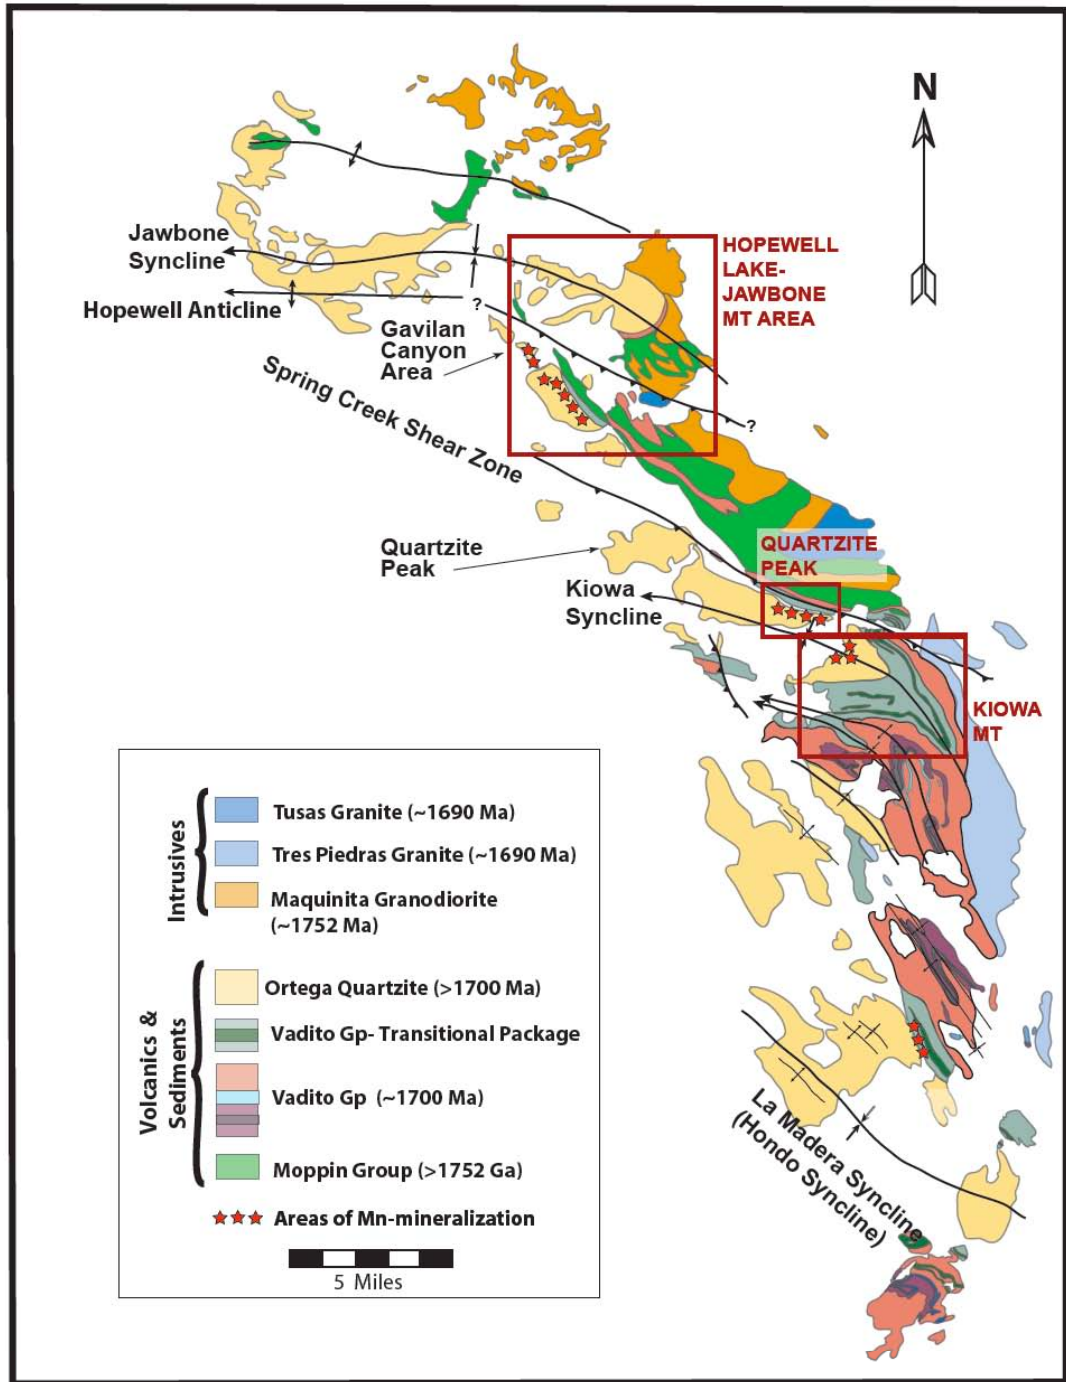 N
Jawbone
Syncline
Hopewell Anticline
?
Gavilan
Canyon
Area
HOPEWELL
LAKE-
JAWBONE
MT AREA
?
Spring Creek Shear Zone
Quartzite
Peak
QUARTZITE
PEAK
Kiowa
Syncline
KIOWA
MT
Intrusives
Tusas Granite (~1690 Ma)
Tres Piedras Granite (~1690 Ma)
Maquinita Granodiorite
(~1752 Ma)
Volcanics &
Sediments
Ortega Quartzite (>1700 Ma)
Vadito Gp- Transitional Package
Vadito Gp (~1700 Ma)
Moppin Group (>1752 Ga)
Areas of Mn-mineralization
5 Miles
La Madera Syncline
(Hondo Syncline)